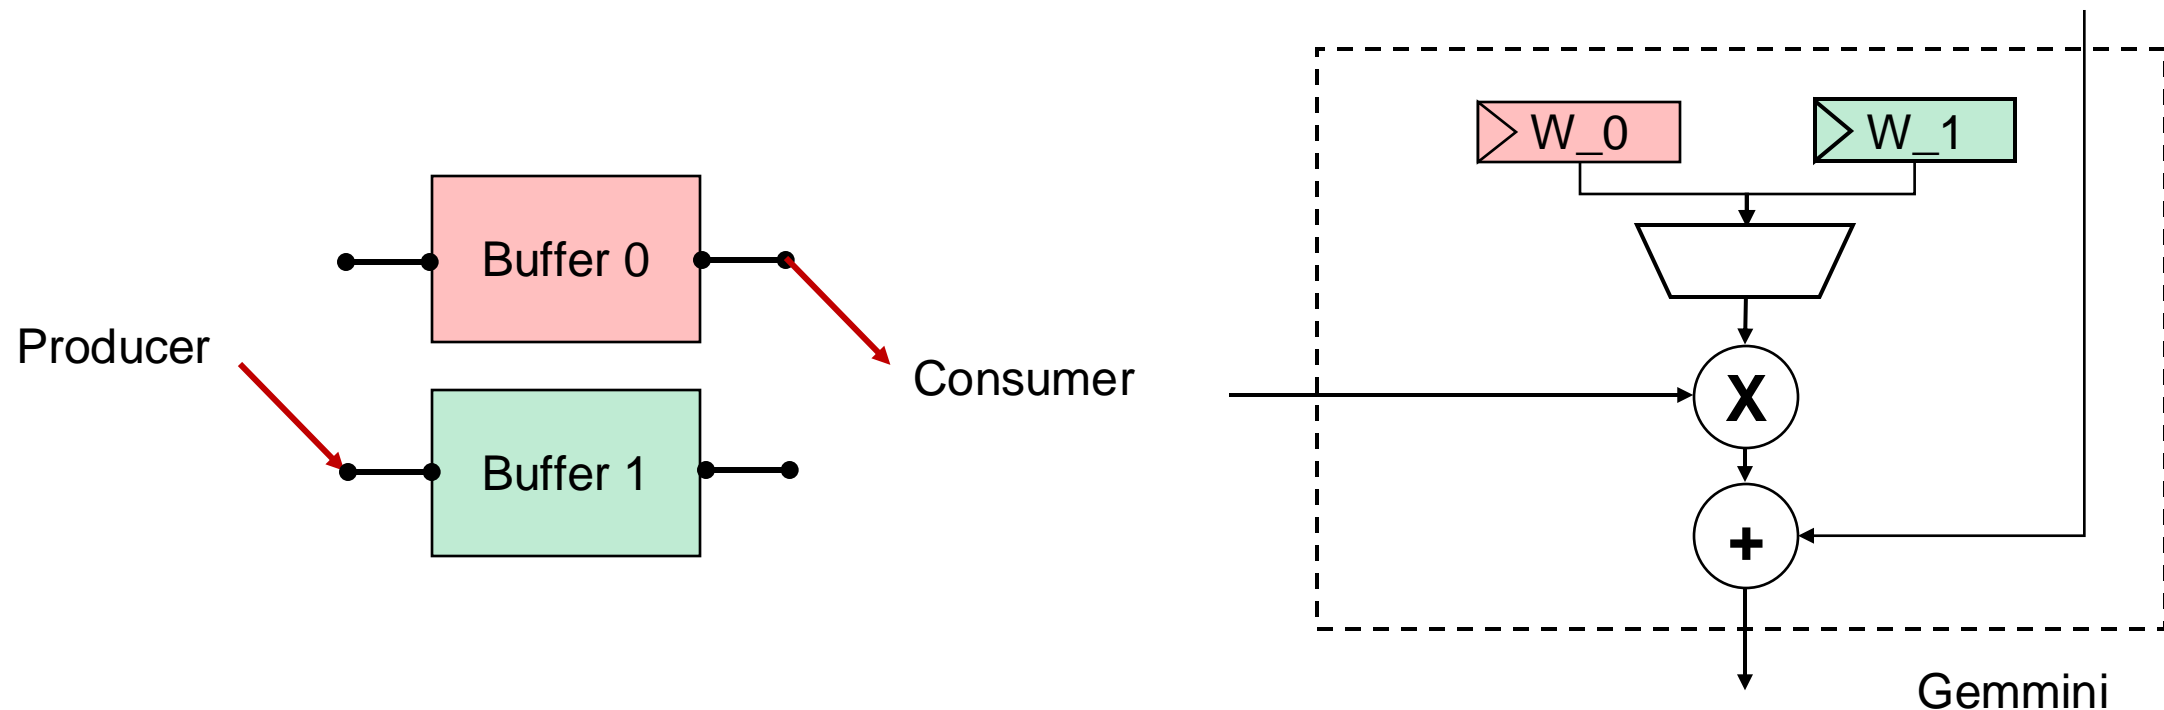 Producer
Buffer 0
Buffer 1
Consumer
W_0
W_1
X
+
Gemmini